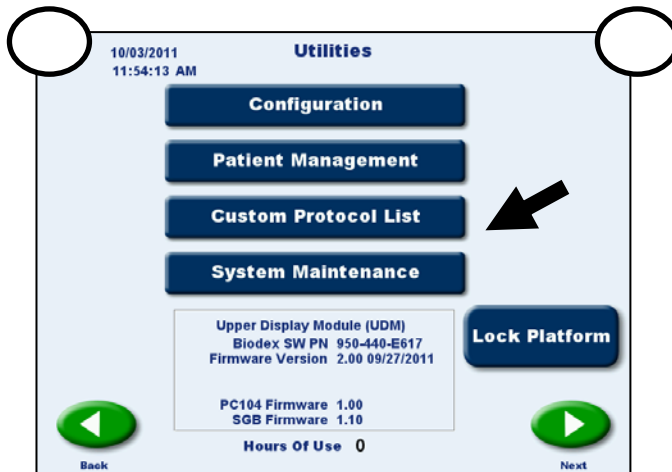 10/03/2011
11:54:13 AM
Utilities
Configuration
Patient Management
Custom Protocol List
System Maintenance
Upper Display Module (UDM)
Biodex SW PN 950-440-E617
Firmware Version 2.00 09/27/2011
PC104 Firmware 1.00
SGB Firmware 1.10
Lock Platform
Hours Of Use 0
Back
Next